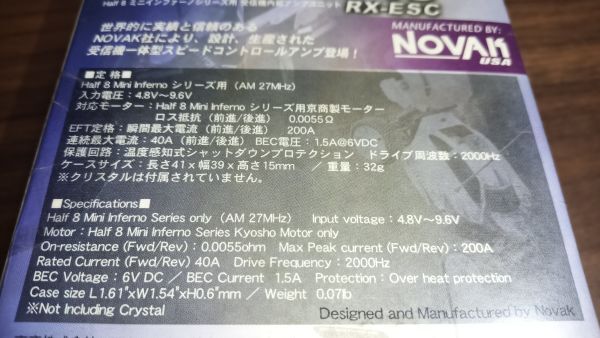 Half 8 ミニインファーノシリーズ用 受信機内蔵アンプユニット
RX-ESC
世界的に実績と信頼のある
NOVAK社により、設計、生産された
受信機一体型スピードコントロールアンプ登場!
MANUFACTURED BY:
NOVAK
USA
■定 格■
Half 8 Mini Inferno シリーズ用（AM 27MHz）
入力電圧：4.8V～9.6V
対応モーター：Half 8 Mini Inferno シリーズ用京商製モーター
ロス抵抗（前進/後進） 0.0055Ω
EFT定格：瞬間最大電流（前進/後進） 200A
連続最大電流：40A（前進/後進） BEC電圧：1.5A@6VDC
保護回路：温度感知式シャットダウンプロテクション ドライブ周波数：2000Hz
ケースサイズ：長さ41×幅39×高さ15mm ／重量：32g
※クリスタルは付属されていません。
■Specifications■
Half 8 Mini Inferno Series only (AM 27MHz) Input voltage : 4.8V～9.6V
Motor : Half 8 Mini Inferno Series Kyosho Motor only
On-resistance (Fwd/Rev) : 0.0055ohm Max Peak current (Fwd/Rev) : 200A
Rated Current (Fwd/Rev) 40A Drive Frequency : 2000Hz
BEC Voltage : 6V DC ／ BEC Current 1.5A Protection : Over heat protection
Case size L1.61"xW1.54"xH0.6"mm ／ Weight 0.07lb
※Not Including Crystal
Designed and Manufactured by Novak